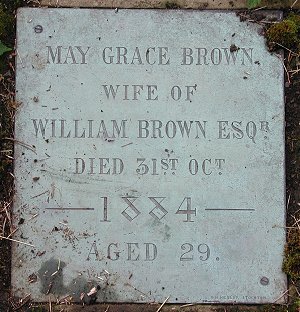 MAY GRACE BROWN.
WIFE OF
WILLIAM BROWN ESQR
DIED 31ST OCT
1884
AGED 29.